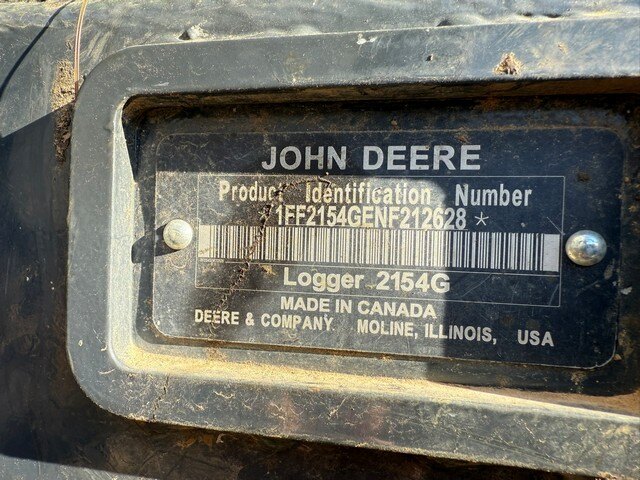 JOHN DEERE
Product Identification Number
1FF2154GENF212628 *
Logger 2154G
MADE IN CANADA
DEERE & COMPANY MOLINE, ILLINOIS, USA